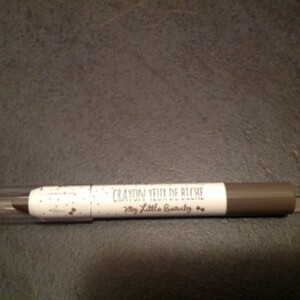 CRAYON YEUX DE BICHE
My Little Beauty